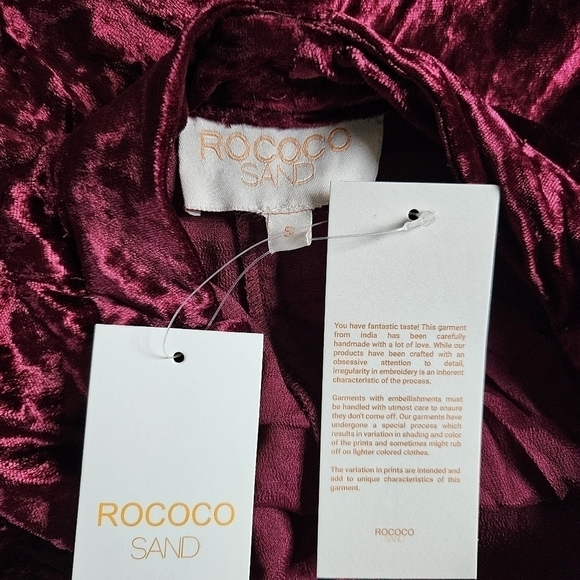 ROCOCO
SAND
S
You have fantastic taste! This garment
from India has been carefully
handmade with a lot of love. While our
products have been crafted with an
obsessive attention to detail,
irregularity in embroidery is an inherent
characteristic of the process.
Garments with embellishments must
be handled with utmost care to ensure
they don't come off. Our garments have
undergone a special process which
results in variation in shading and color
of the prints and sometimes might rub
off on lighter colored clothes.
The variation in prints are intended and
add to unique characteristics of this
garment.
ROCOCO
SAND
ROCOCO
SAND